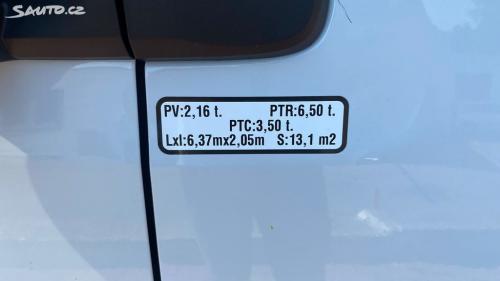 Sauto.cz
PV:2,16 t. PTR:6,50 t.
PTC:3,50 t.
Lxl:6,37mx2,05m S:13,1 m2